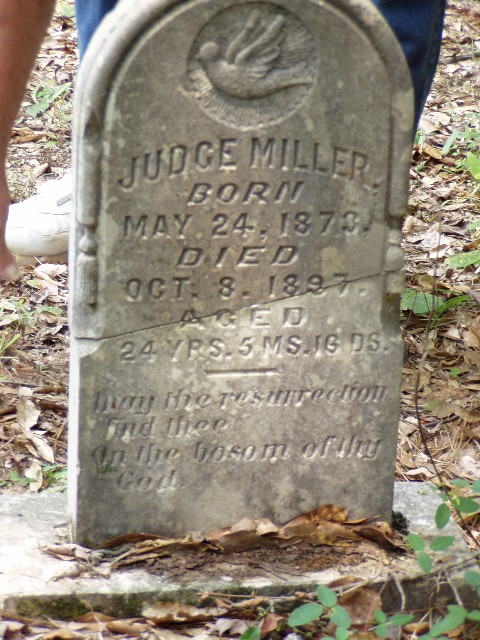 JUDGE MILLER,
BORN
MAY 24, 1873.
DIED
OCT. 8. 1897.
AGED
24 YRS. 5 MS. 16 DS.
May the resurrection
find thee
On the bosom of thy
God